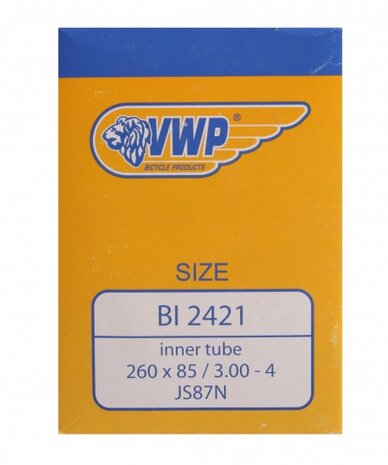 VWP®
BICYCLE PRODUCTS
SIZE
BI 2421
inner tube
260 x 85 / 3.00 - 4
JS87N